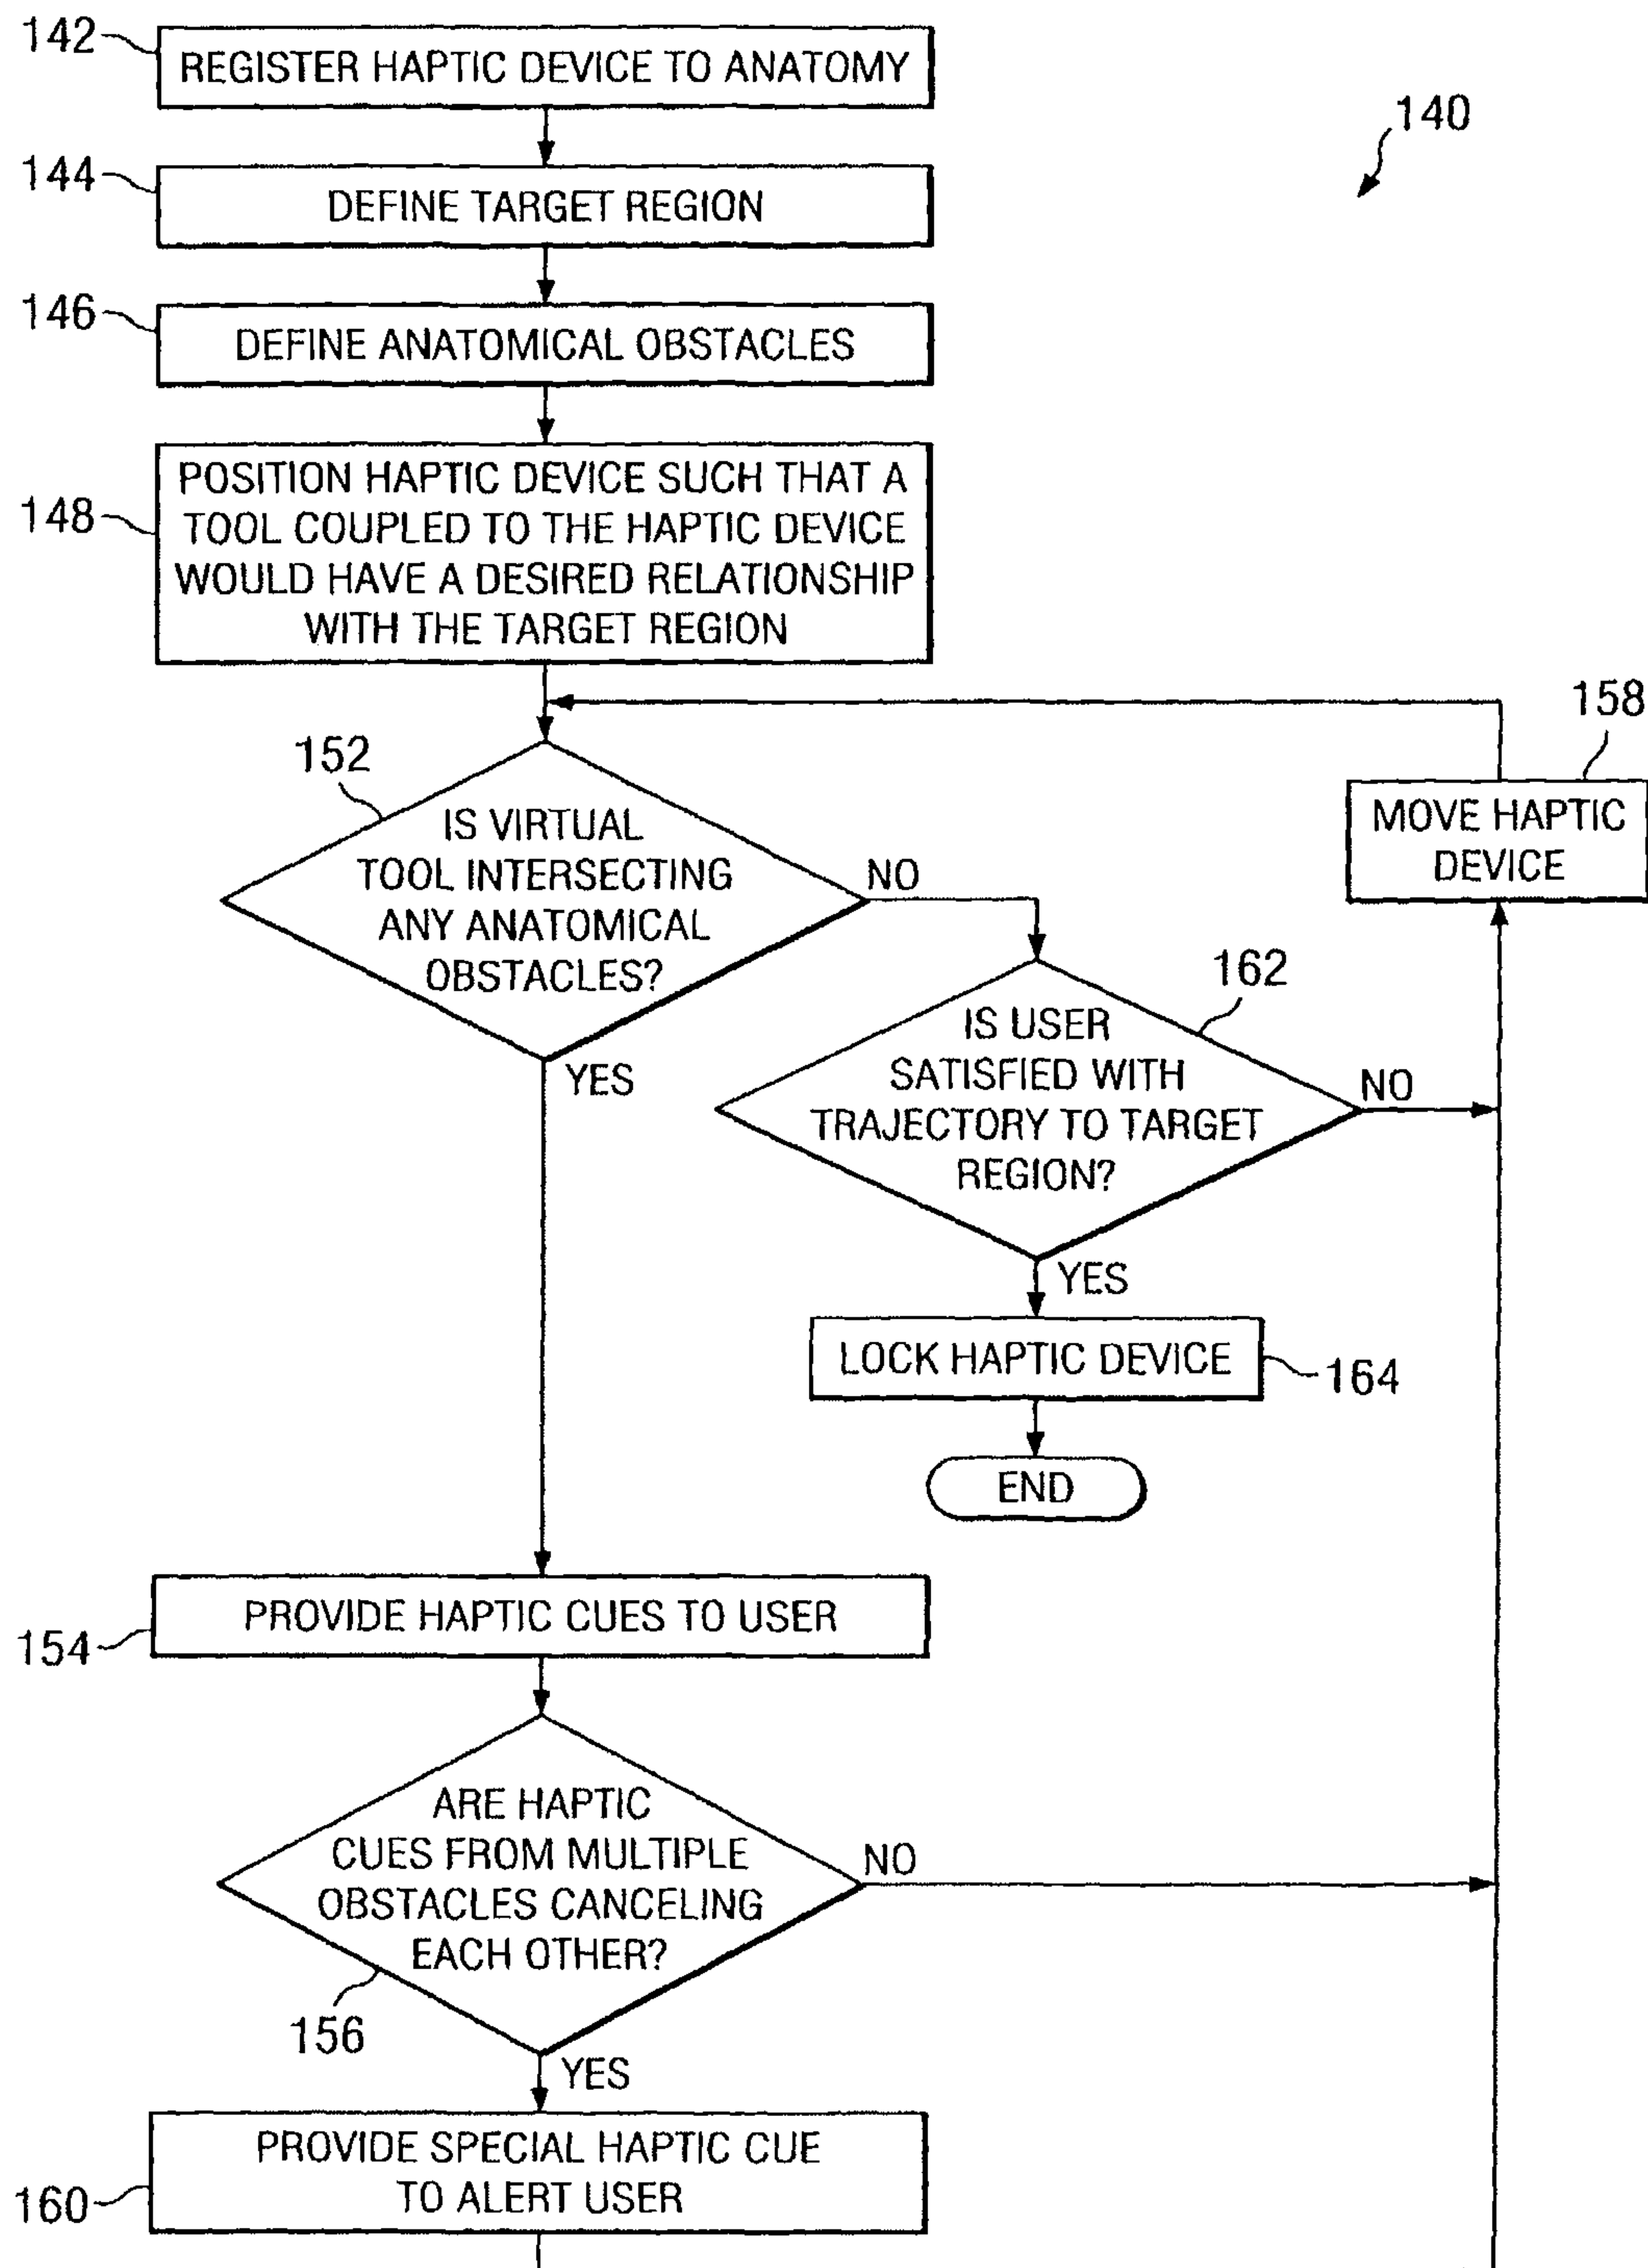 142
REGISTER HAPTIC DEVICE TO ANATOMY
140
144
DEFINE TARGET REGION
146
DEFINE ANATOMICAL OBSTACLES
148
POSITION HAPTIC DEVICE SUCH THAT A
TOOL COUPLED TO THE HAPTIC DEVICE
WOULD HAVE A DESIRED RELATIONSHIP
WITH THE TARGET REGION
158
MOVE HAPTIC
DEVICE
152
IS VIRTUAL
TOOL INTERSECTING
ANY ANATOMICAL
OBSTACLES?
NO
YES
162
IS USER
SATISFIED WITH
TRAJECTORY TO TARGET
REGION?
NO
YES
LOCK HAPTIC DEVICE
164
END
154
PROVIDE HAPTIC CUES TO USER
ARE HAPTIC
CUES FROM MULTIPLE
OBSTACLES CANCELING
EACH OTHER?
NO
156
YES
160
PROVIDE SPECIAL HAPTIC CUE
TO ALERT USER